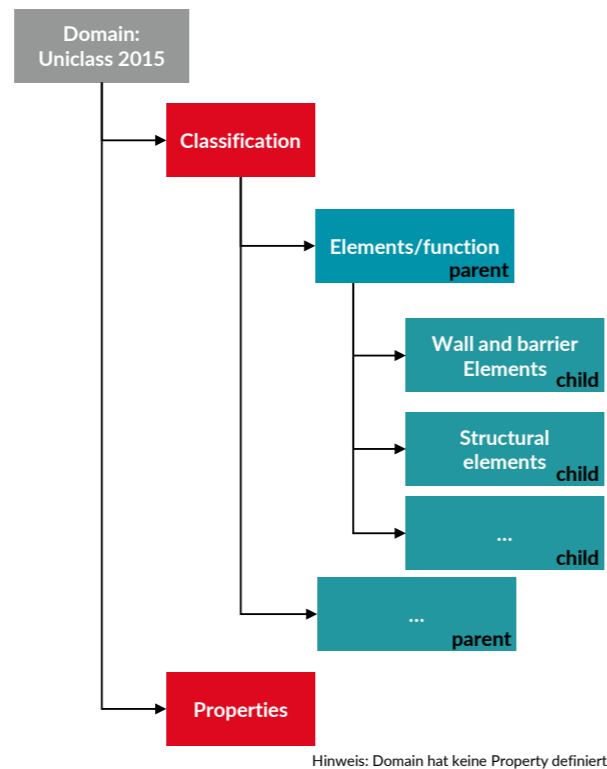 Domain:
Uniclass 2015
Classification
Elements/function
parent
Wall and barrier
Elements
child
Structural
elements
child
...
child
...
parent
Properties
Hinweis: Domain hat keine Property definiert